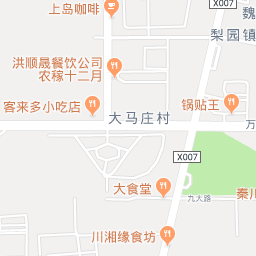 上岛咖啡
X007
魏
梨园镇
洪顺晟餐饮公司
农稼十二月
客来多小吃店
锅贴王
大马庄村
万
X007
大食堂
九大路
秦川
川湘缘食坊